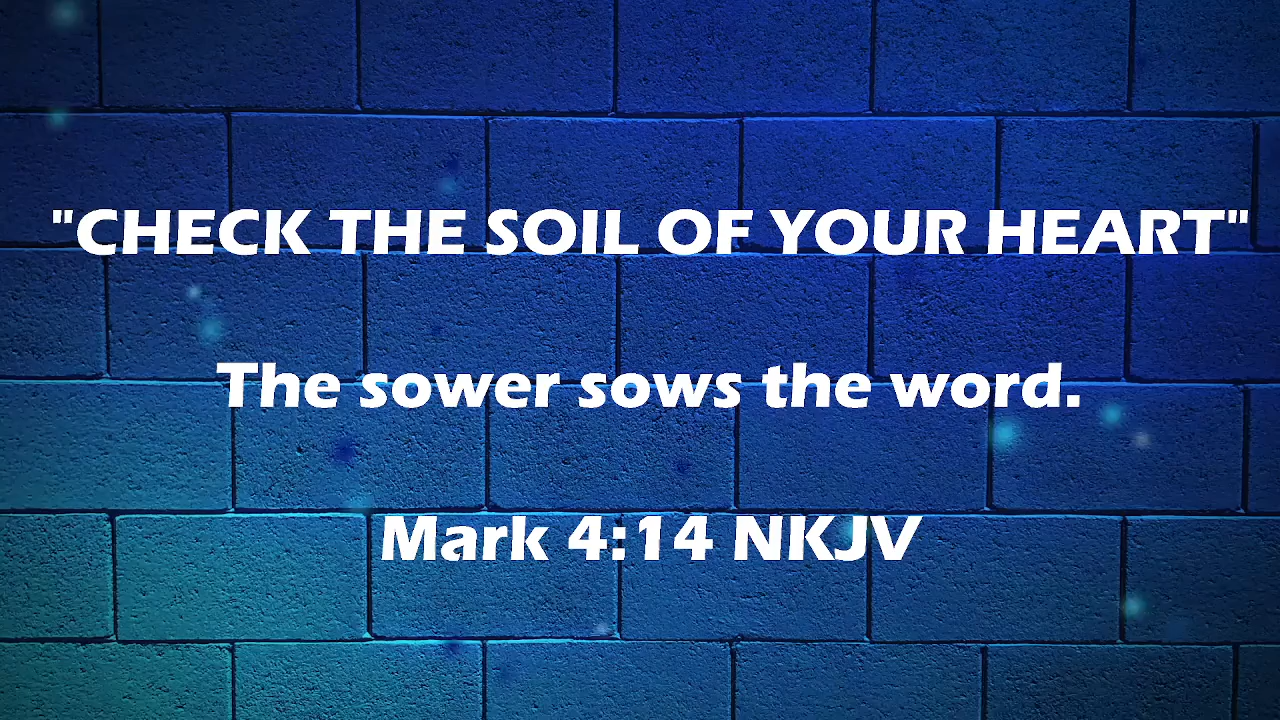 "CHECK THE SOIL OF YOUR HEART"
The sower sows the word.
Mark 4:14 NKJV